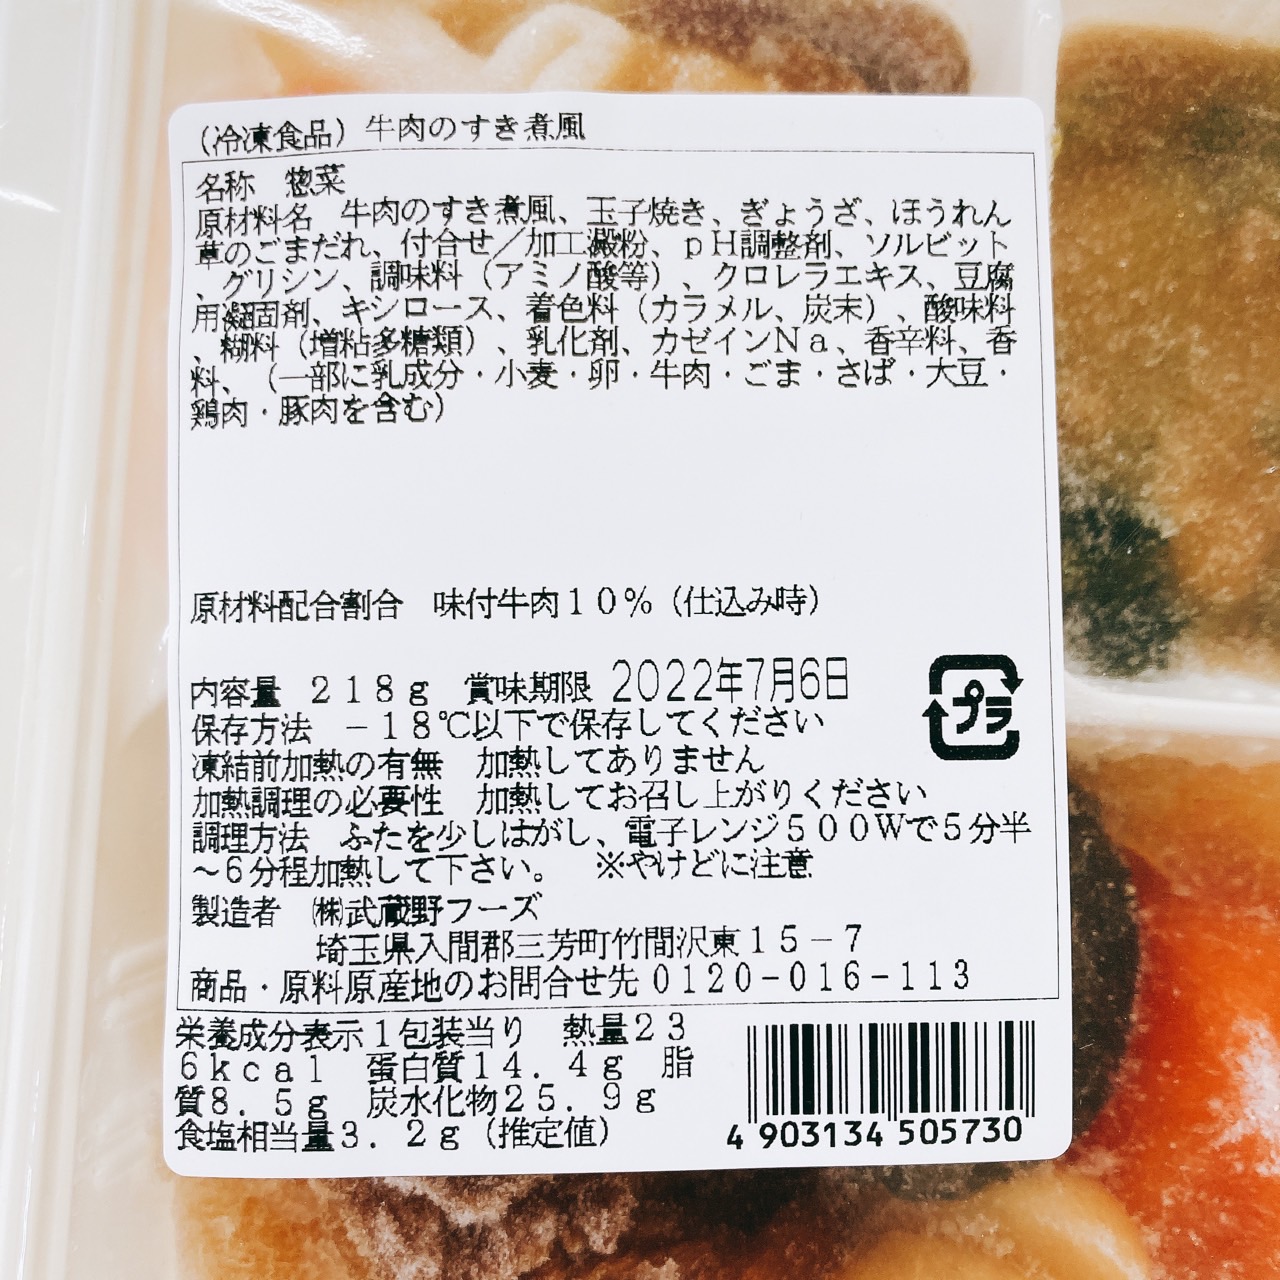 (冷凍食品) 牛肉のすき煮風
名称　惣菜
原材料名　牛肉のすき煮風、玉子焼き、ぎょうざ、ほうれん
草のごまだれ、付合せ／加工澱粉、ｐＨ調整剤、ソルビット
、グリシン、調味料（アミノ酸等）、クロレラエキス、豆腐
用凝固剤、キシロース、着色料（カラメル、炭末）、酸味料
、糊料（増粘多糖類）、乳化剤、カゼインＮａ、香辛料、香
料、（一部に乳成分・小麦・卵・牛肉・ごま・さば・大豆・
鶏肉・豚肉を含む）
原材料配合割合　味付牛肉１０％（仕込み時）
内容量　２１８ｇ　賞味期限 2022年7月6日
保存方法　－１８℃以下で保存してください
凍結前加熱の有無　加熱してありません
加熱調理の必要性　加熱してお召し上がりください
調理方法　ふたを少しはがし、電子レンジ５００Ｗで５分半
～６分程加熱して下さい。　※やけどに注意
製造者　㈱武蔵野フーズ
埼玉県入間郡三芳町竹間沢東１５－７
商品・原料原産地のお問合せ先 0120-016-113
プラ
栄養成分表示１包装当り　熱量２３
６ｋｃａｌ　蛋白質１４．４ｇ　脂
質８．５ｇ　炭水化物２５．９ｇ
食塩相当量３．２ｇ（推定値）
4 903134 505730